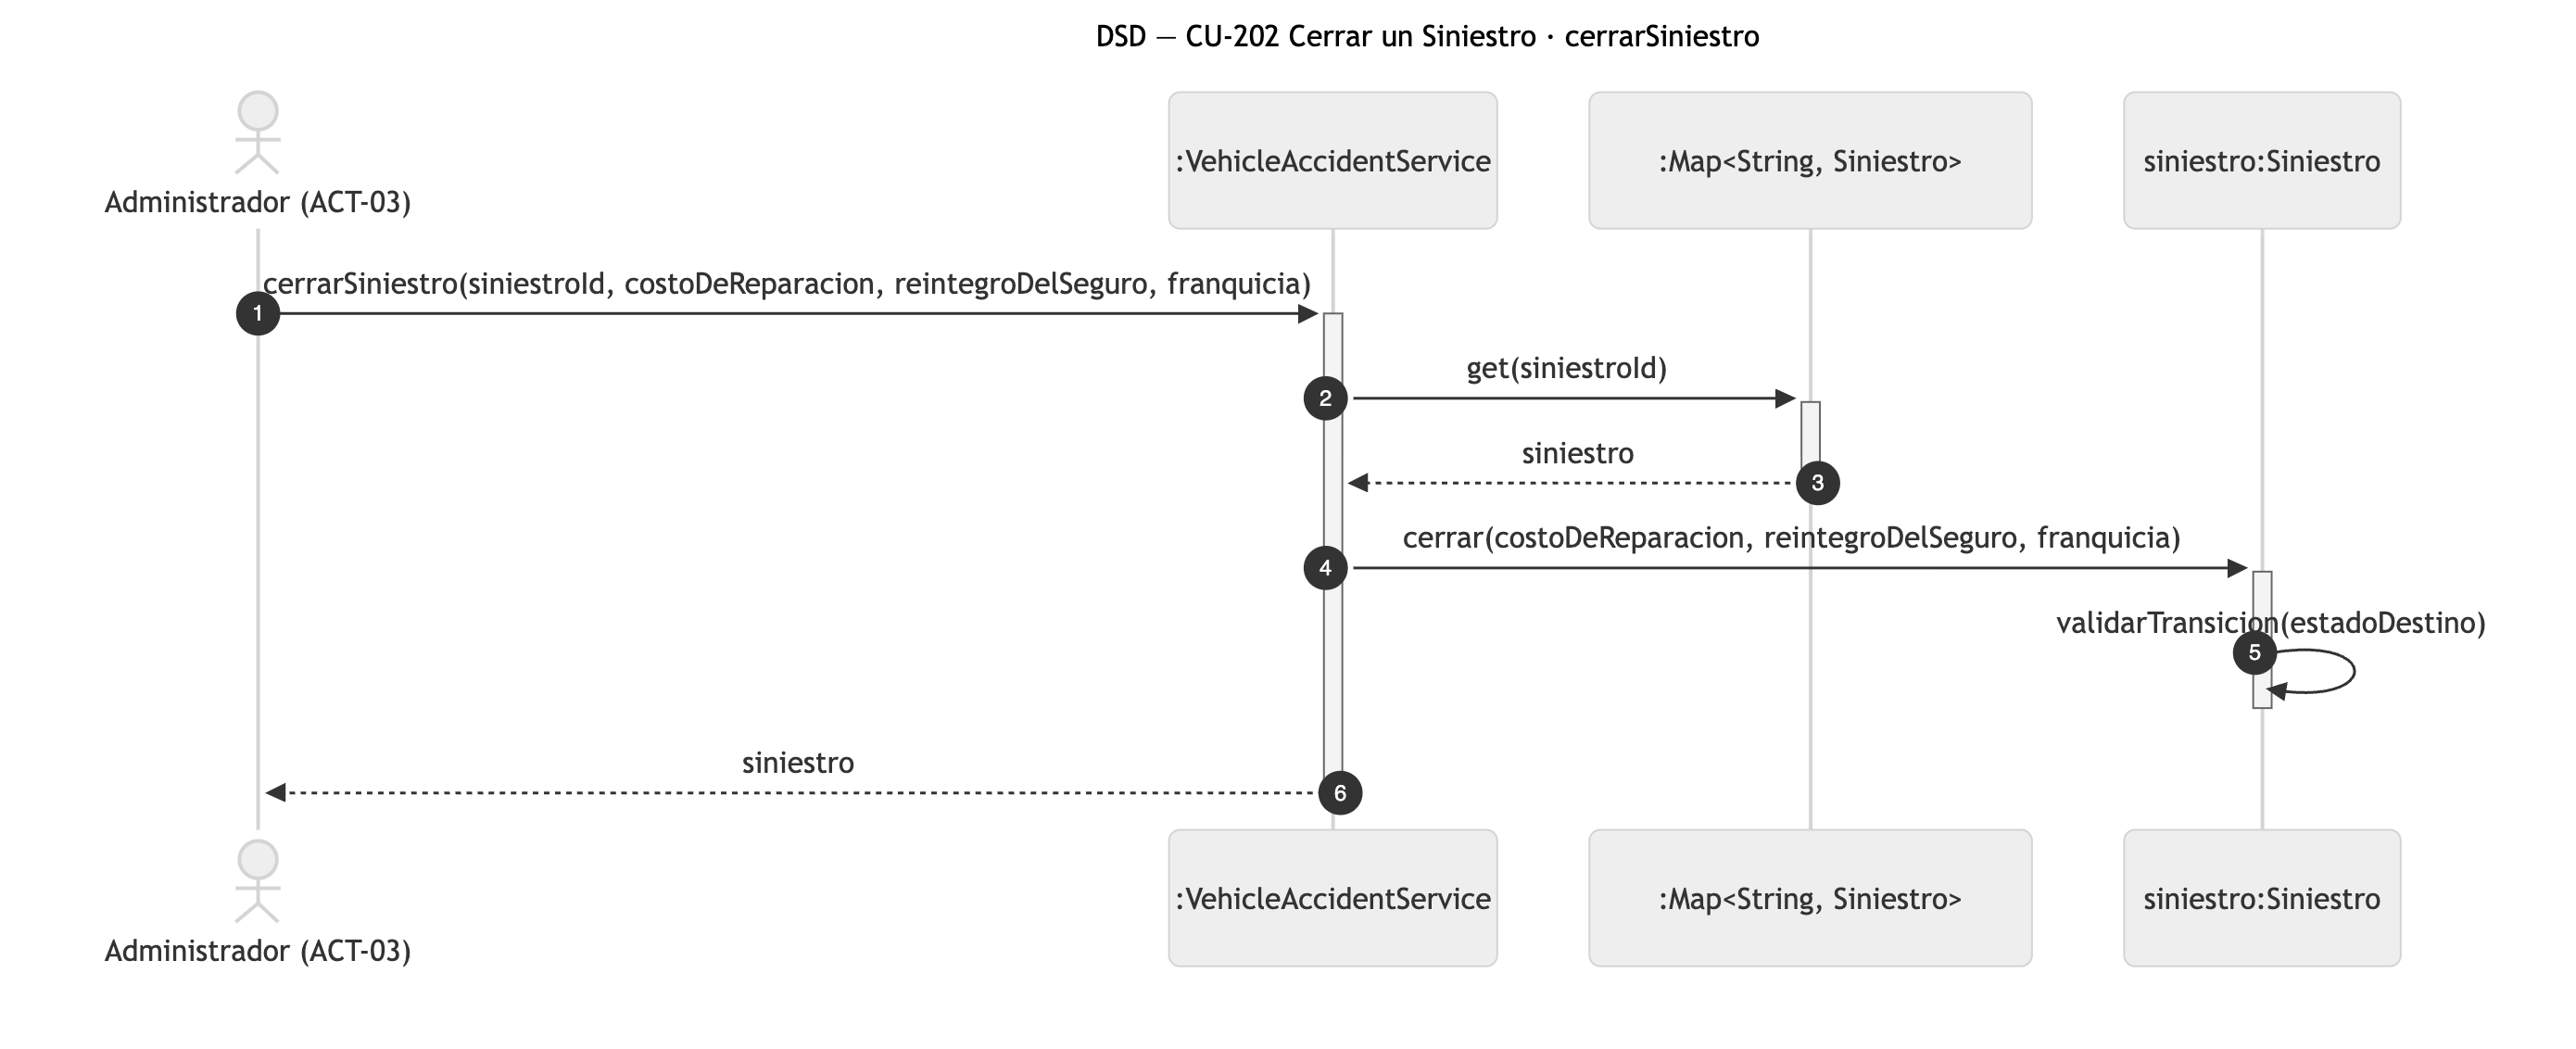 DSD — CU-202 Cerrar un Siniestro · cerrarSiniestro
Administrador (ACT-03)
:VehicleAccidentService
:Map<String, Siniestro>
siniestro:Siniestro
cerrarSiniestro(siniestroId, costoDeReparacion, reintegroDelSeguro, franquicia)
1
get(siniestroId)
2
siniestro
3
cerrar(costoDeReparacion, reintegroDelSeguro, franquicia)
4
validarTransicion(estadoDestino)
5
siniestro
6
:VehicleAccidentService
:Map<String, Siniestro>
siniestro:Siniestro
Administrador (ACT-03)